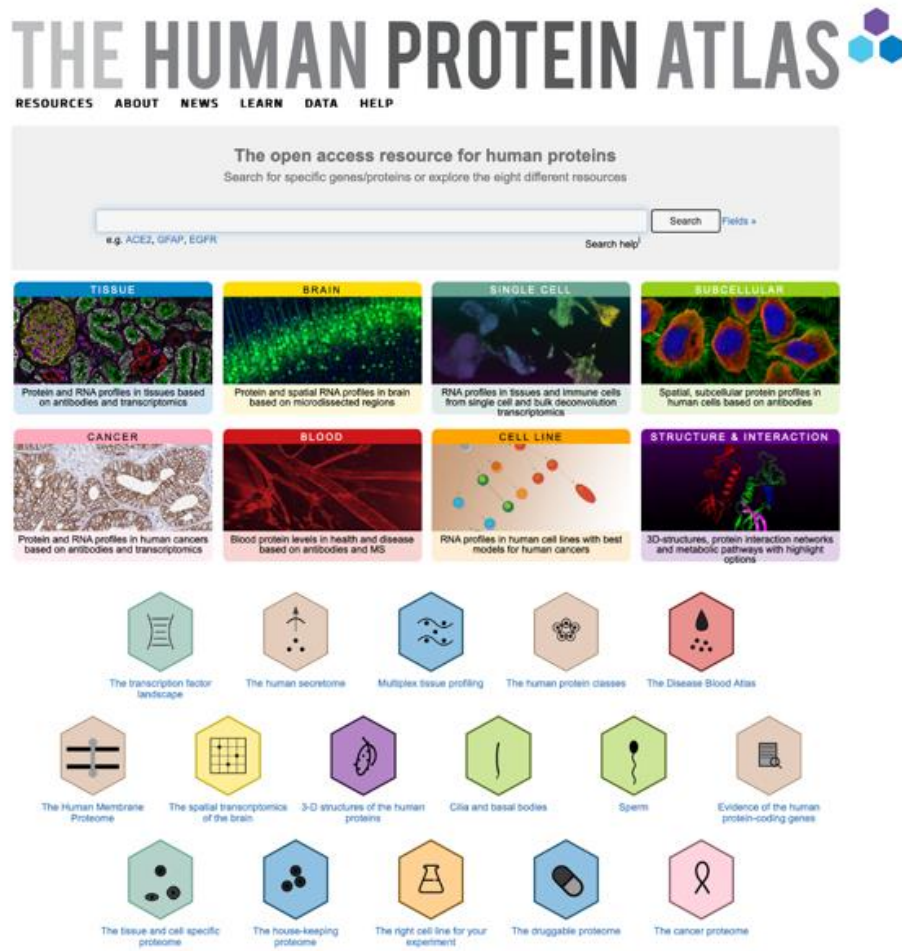 THE HUMAN PROTEIN ATLAS
RESOURCES ABOUT NEWS LEARN DATA HELP
The open access resource for human proteins
Search for specific genes/proteins or explore the eight different resources
Search Fields »
e.g. ACE2, GFAP, EGFR Search help
TISSUE BRAIN SINGLE CELL SUBCELLULAR
Protein and RNA profiles in tissues based Protein and spatial RNA profiles in brain RNA profiles in tissues and immune cells Spatial, subcellular protein profiles in
on antibodies and transcriptomics based on microdissected regions from single cell and bulk deconvolution human cells based on antibodies
transcriptomics
CANCER BLOOD CELL LINE STRUCTURE & INTERACTION
Protein and RNA profiles in human cancers Blood protein levels in health and disease RNA profiles in human cell lines with best 3D-structures, protein interaction networks
based on antibodies and transcriptomics based on antibodies and MS models for human cancers and metabolic pathways with highlight
options
The transcription factor The human secretome Multiplex tissue profiling The human protein classes The Disease Blood Atlas
landscape
The Human Membrane The spatial transcriptomics 3-D structures of the human Cilia and basal bodies Sperm Evidence of the human
Proteome of the brain proteins protein-coding genes
The tissue and cell specific The house-keeping The right cell line for your The druggable proteome The cancer proteome
proteome proteome experiment